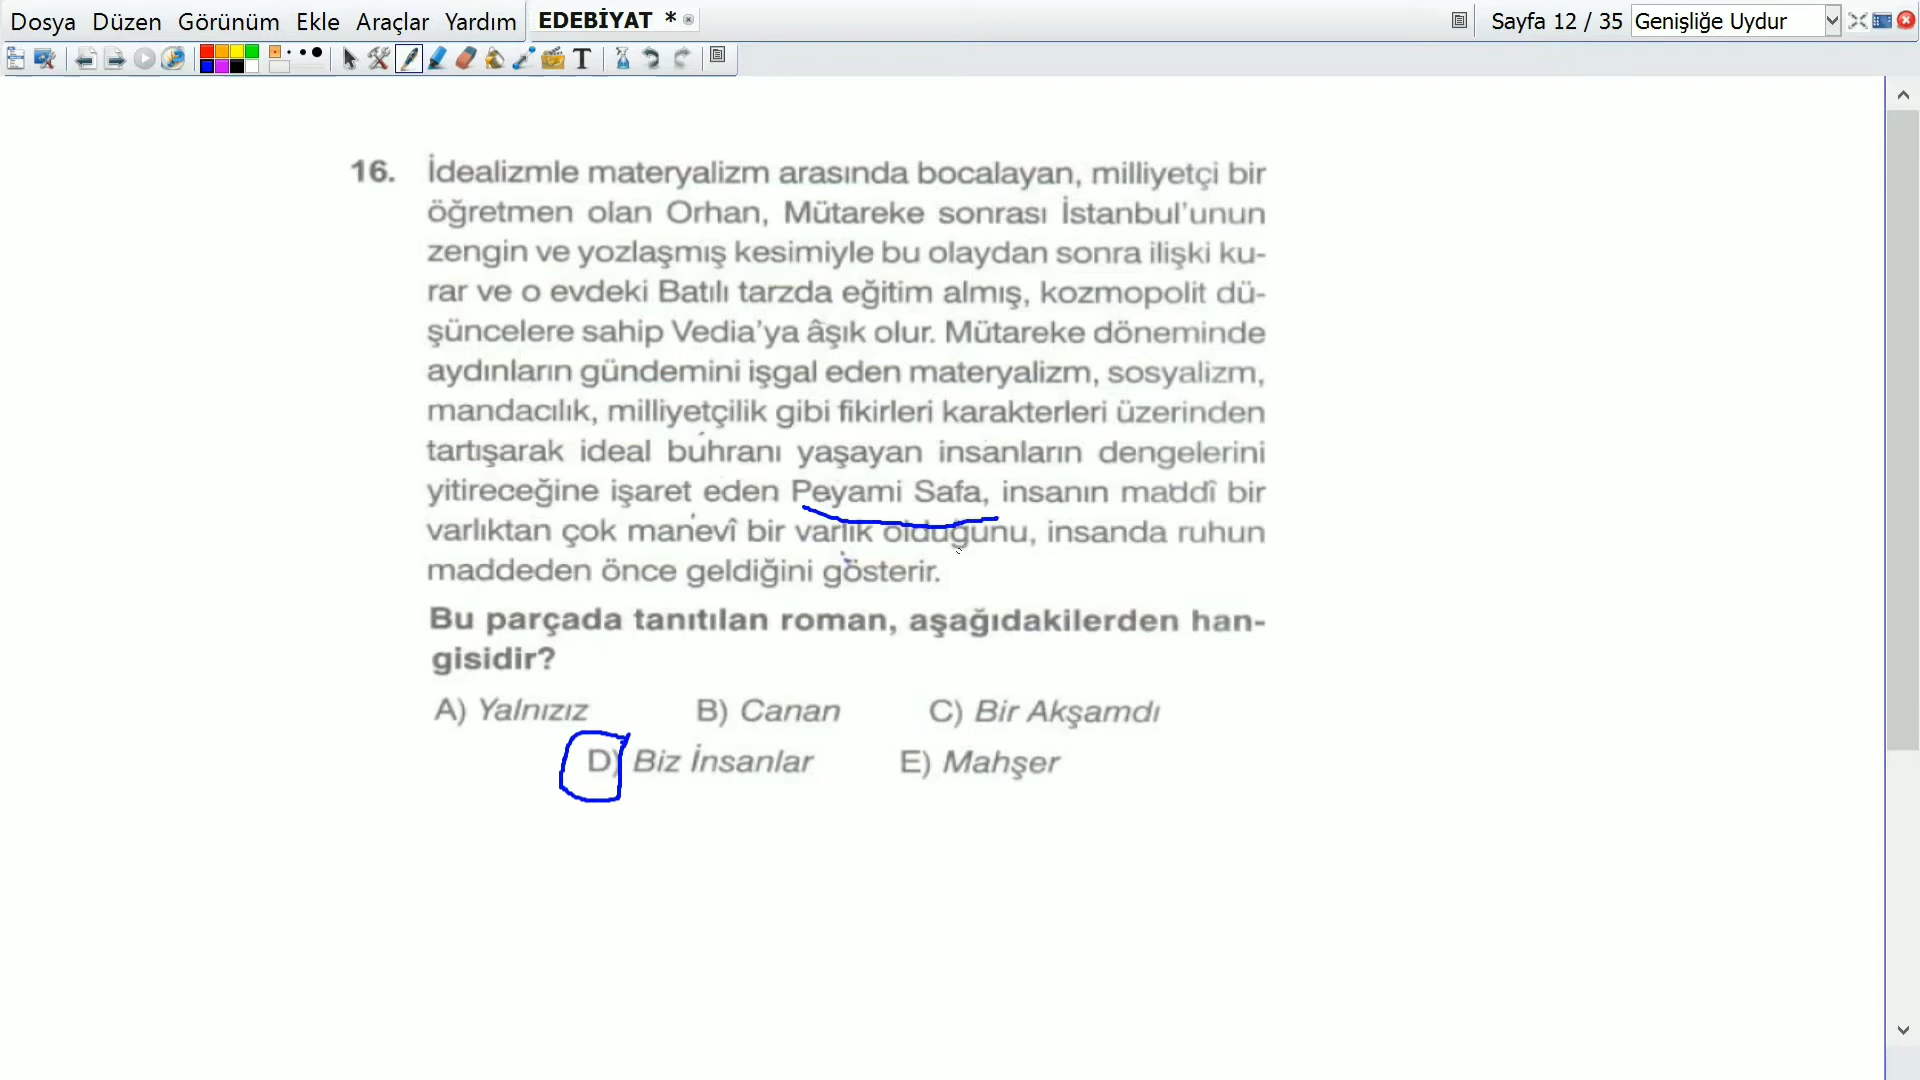 Dosya Düzen Görünüm Ekle Araçlar Yardım EDEBİYAT * Sayfa 12 / 35 Genişliğe Uydur
T
16. İdealizmle materyalizm arasında bocalayan, milliyetçi bir
öğretmen olan Orhan, Mütareke sonrası İstanbul'unun
zengin ve yozlaşmış kesimiyle bu olaydan sonra ilişki ku-
rar ve o evdeki Batılı tarzda eğitim almış, kozmopolit dü-
şüncelere sahip Vedia'ya âşık olur. Mütareke döneminde
aydınların gündemini işgal eden materyalizm, sosyalizm,
mandacılık, milliyetçilik gibi fikirleri karakterleri üzerinden
tartışarak ideal buhranı yaşayan insanların dengelerini
yitireceğine işaret eden Peyami Safa, insanın maddî bir
varlıktan çok manevî bir varlık olduğunu, insanda ruhun
maddeden önce geldiğini gösterir.
Bu parçada tanıtılan roman, aşağıdakilerden han-
gisidir?
A) Yalnızız B) Canan C) Bir Akşamdı
D) Biz İnsanlar E) Mahşer